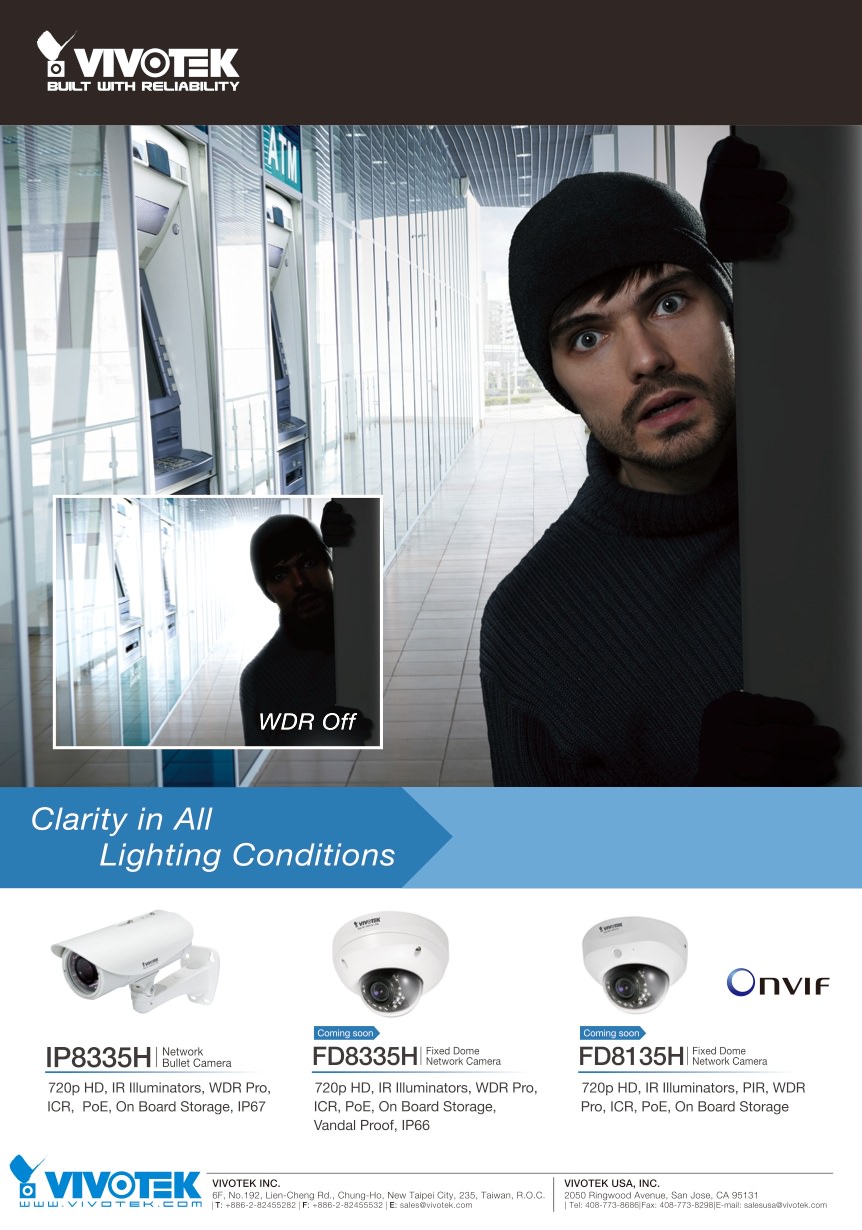 VIVOTEK
BUILT WITH RELIABILITY
ATM
WDR Off
Clarity in All
Lighting Conditions
VIVOTEK
VIVOTEK
VIVOTEK
ONVIF
Coming soon
Coming soon
IP8335H | Network
Bullet Camera
FD8335H | Fixed Dome
Network Camera
FD8135H | Fixed Dome
Network Camera
720p HD, IR Illuminators, WDR Pro,
ICR, PoE, On Board Storage, IP67
720p HD, IR Illuminators, WDR Pro,
ICR, PoE, On Board Storage,
Vandal Proof, IP66
720p HD, IR Illuminators, PIR, WDR
Pro, ICR, PoE, On Board Storage
VIVOTEK
WWW.VIVOTEK.COM
VIVOTEK INC.
6F, No.192, Lien-Cheng Rd., Chung-Ho, New Taipei City, 235, Taiwan, R.O.C.
| T: +886-2-82455282 | F: +886-2-82455532 | E: sales@vivotek.com
VIVOTEK USA, INC.
2050 Ringwood Avenue, San Jose, CA 95131
| Tel: 408-773-8686|Fax: 408-773-8298|E-mail: salesusa@vivotek.com